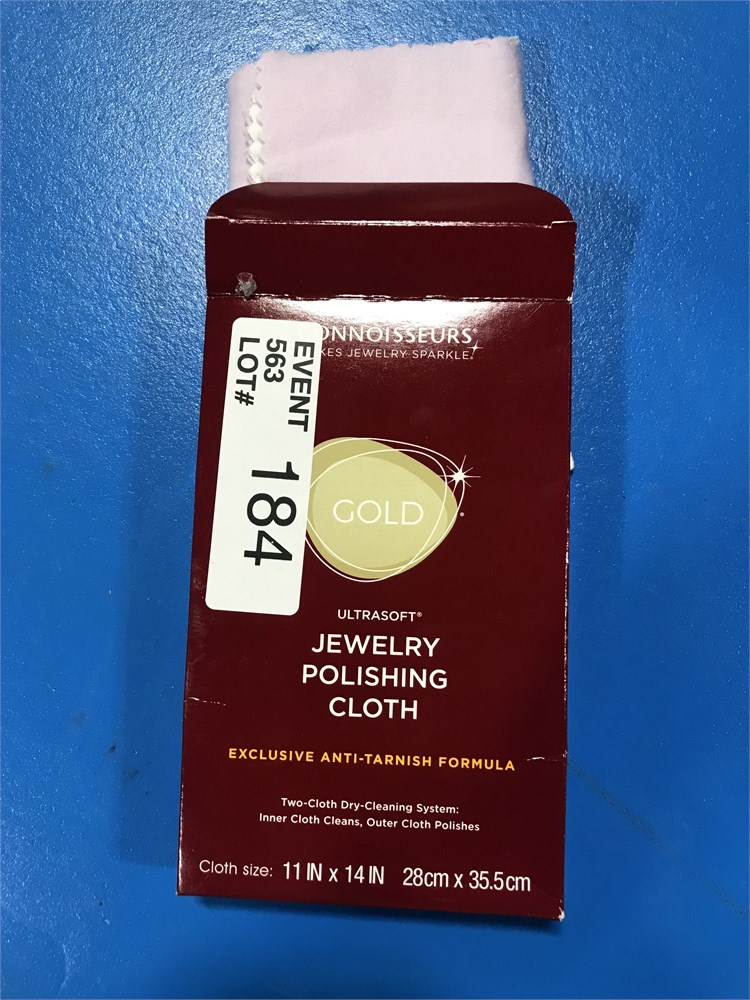 ONNOISSEURS®
KES JEWELRY SPARKLE.
EVENT
563
LOT#
184
GOLD
ULTRASOFT®
JEWELRY
POLISHING
CLOTH
EXCLUSIVE ANTI-TARNISH FORMULA
Two-Cloth Dry-Cleaning System:
Inner Cloth Cleans, Outer Cloth Polishes
Cloth size: 11 IN x 14 IN 28cm x 35.5cm